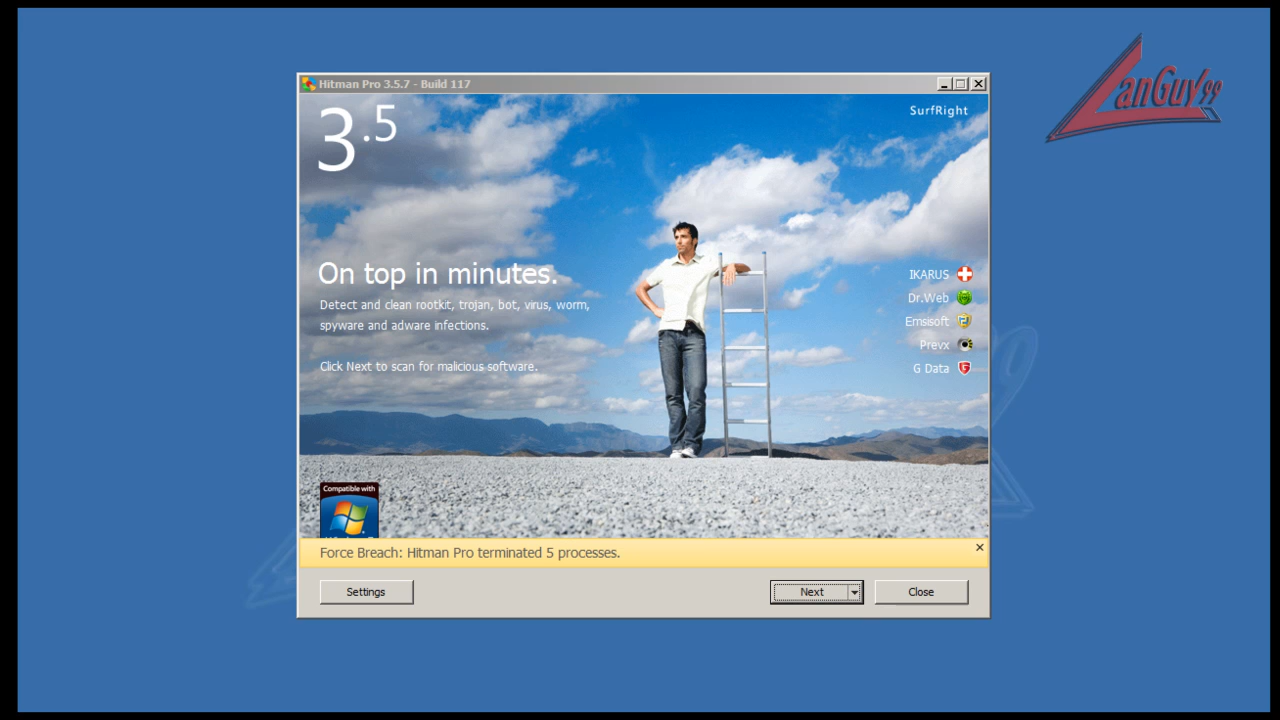 Hitman Pro 3.5.7 - Build 117
LanGuy99
3.5
SurfRight
On top in minutes.
Detect and clean rootkit, trojan, bot, virus, worm,
spyware and adware infections.
Click Next to scan for malicious software.
IKARUS
Dr.Web
Emsisoft
Prevx
G Data
Compatible with
Force Breach: Hitman Pro terminated 5 processes.
Settings
Next
Close